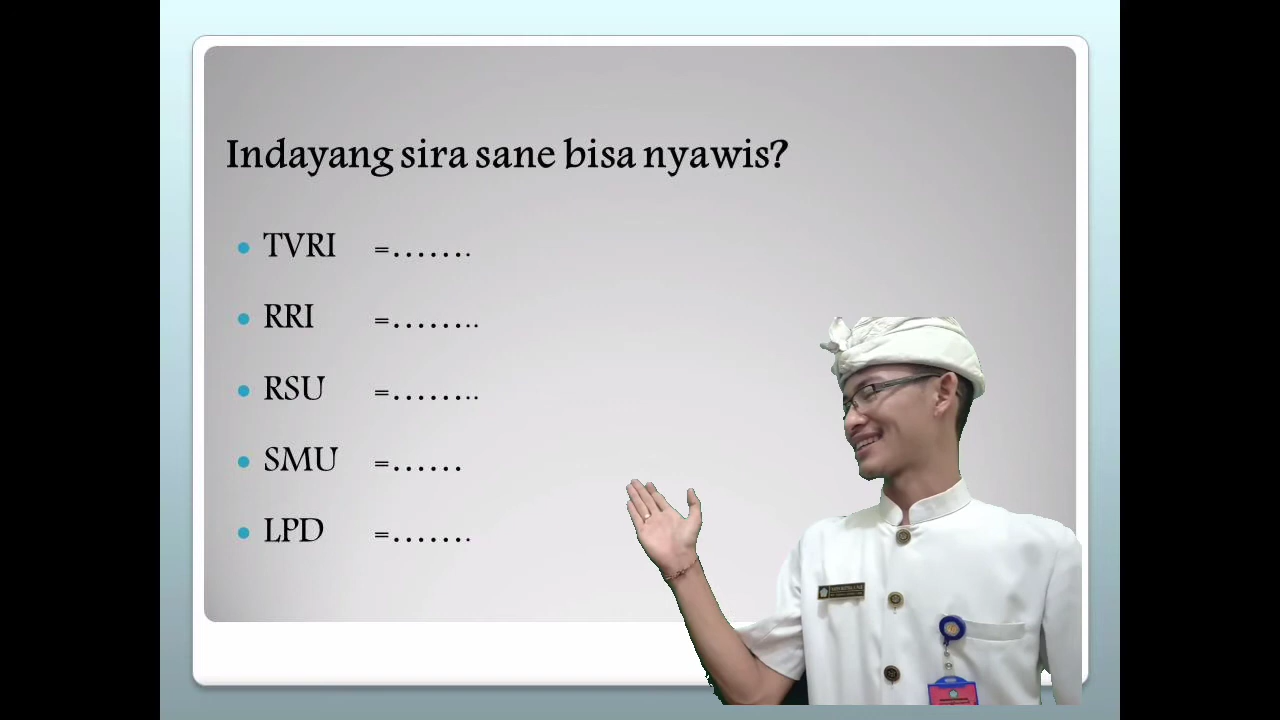 Indayang sira sane bisa nyawis?
TVRI =.......
RRI =........
RSU =........
SMU =......
LPD =.......